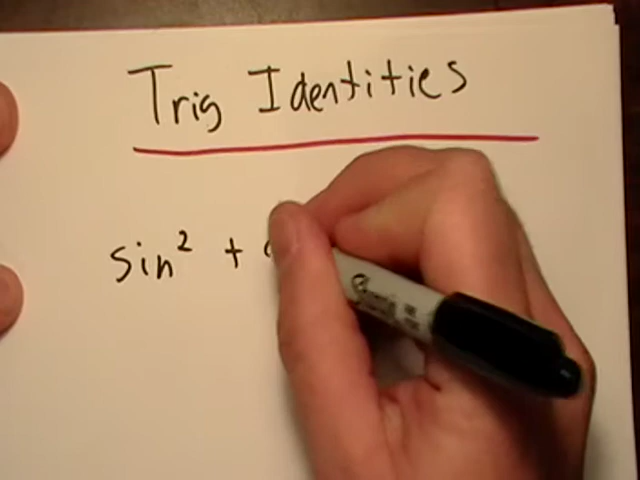 Trig Identities
sin² +